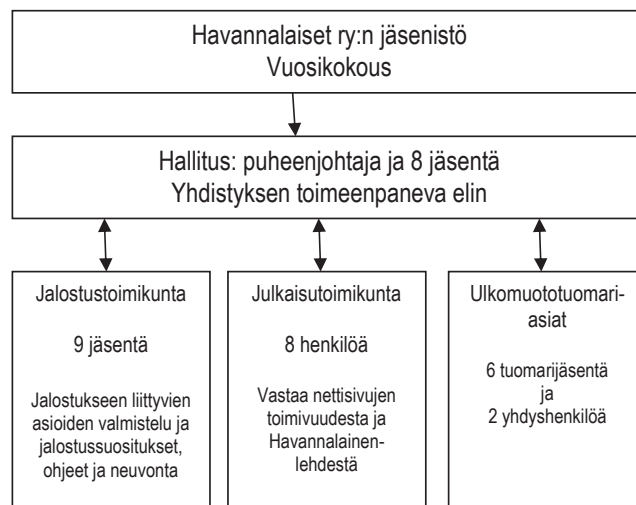 Havannalaiset ry:n jäsenistö
Vuosikokous
Hallitus: puheenjohtaja ja 8 jäsentä
Yhdistyksen toimeenpaneva elin
Jalostustoimikunta
9 jäsentä
Jalostukseen liittyvien
asioiden valmistelu ja
jalostussuositukset,
ohjeet ja neuvonta
Julkaisutoimikunta
8 henkilöä
Vastaa nettisivujen
toimivuudesta ja
Havannalainen-
lehdestä
Ulkomuototuomari-
asiat
6 tuomarijäsentä
ja
2 yhdyshenkilöä